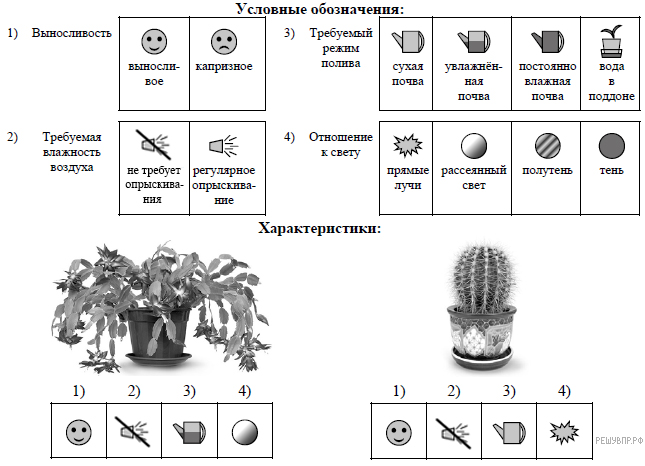 Условные обозначения:
1) Выносливость
выносли-
вое
капризное
3) Требуемый
режим
полива
сухая
почва
увлажнён-
ная
почва
постоянно
влажная
почва
вода
в
поддоне
2) Требуемая
влажность
воздуха
не требует
опрыскива-
ния
регулярное
опрыскива-
ние
4) Отношение
к свету
прямые
лучи
рассеянный
свет
полутень
тень
Характеристики:
1) 2) 3) 4)
1) 2) 3) 4)
РЕШУВПР.РФ